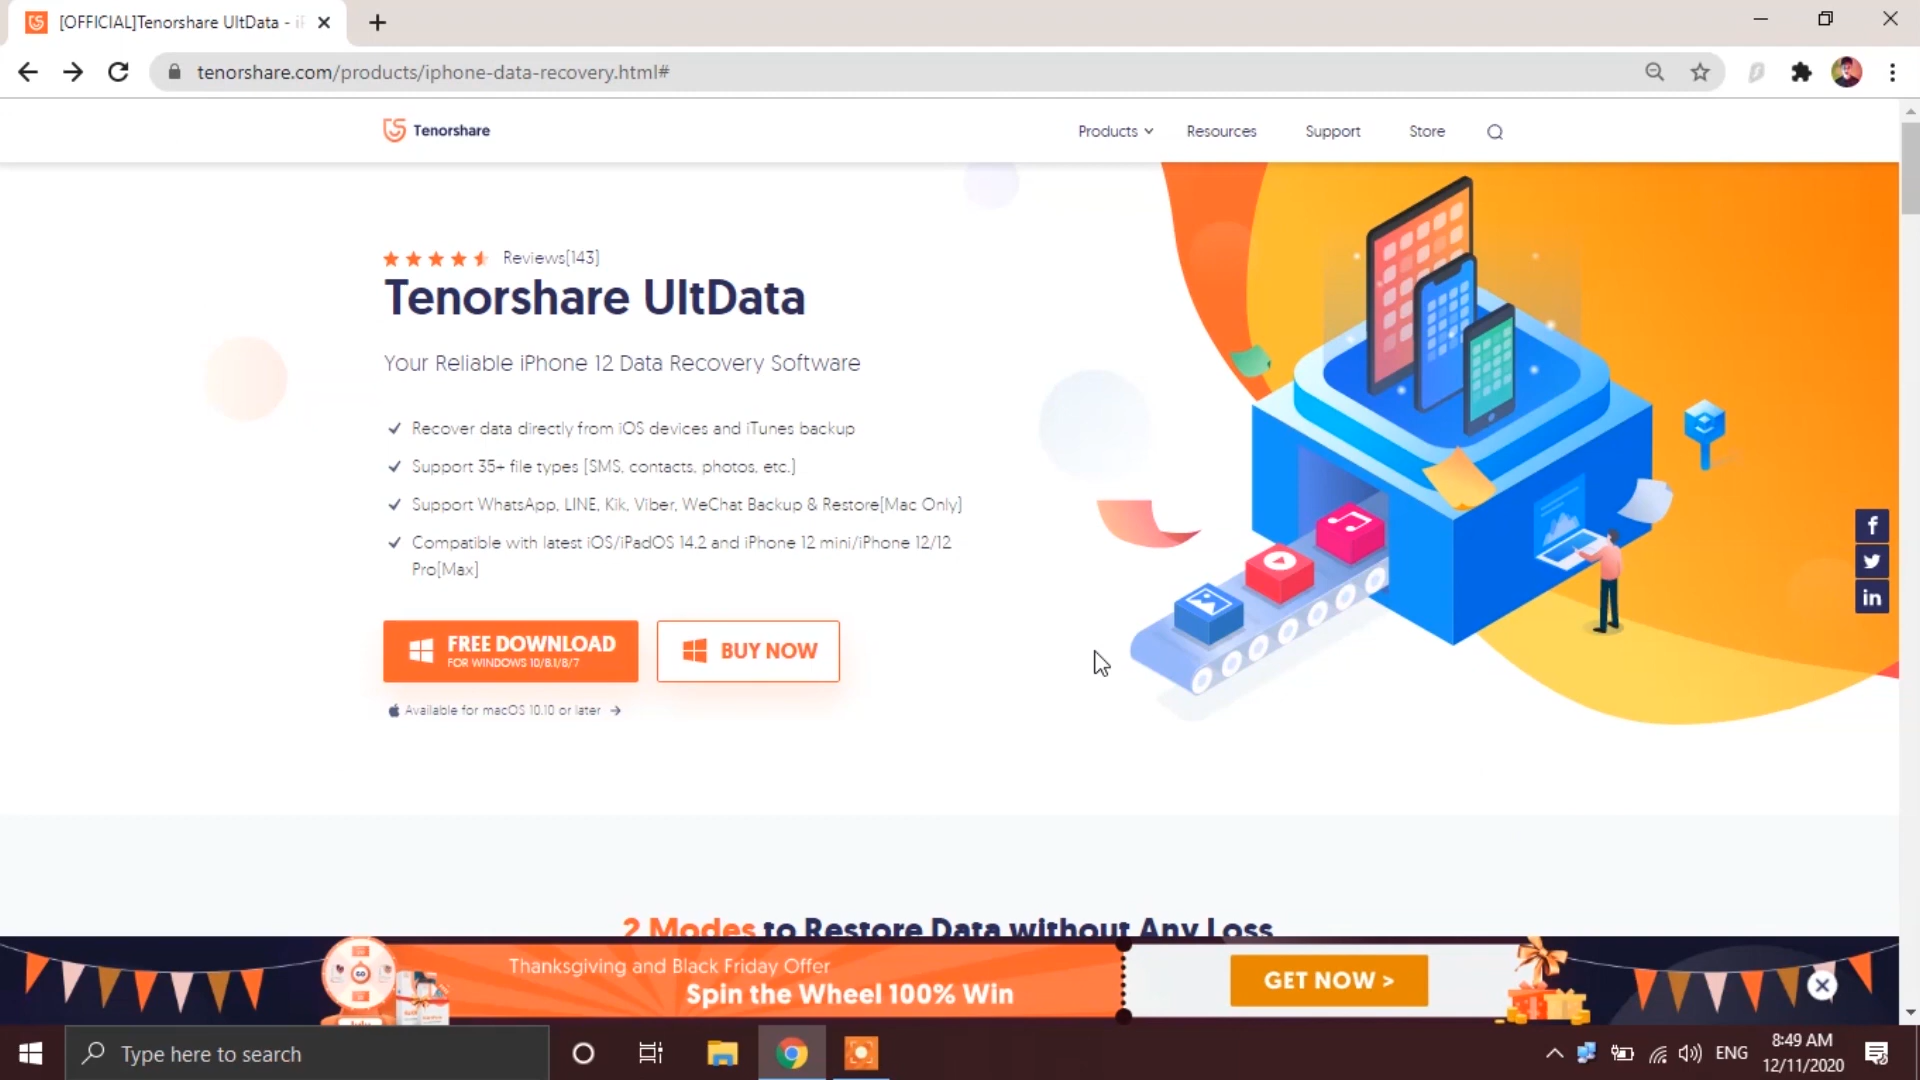 [OFFICIAL]Tenorshare UltData - iP
tenorshare.com/products/iphone-data-recovery.html#
Tenorshare
Products
Resources
Support
Store
Reviews[143]
Tenorshare UltData
Your Reliable iPhone 12 Data Recovery Software
Recover data directly from iOS devices and iTunes backup
Support 35+ file types [SMS, contacts, photos, etc.]
Support WhatsApp, LINE, Kik, Viber, WeChat Backup & Restore[Mac Only]
Compatible with latest iOS/iPadOS 14.2 and iPhone 12 mini/iPhone 12/12
Pro[Max]
FREE DOWNLOAD
FOR WINDOWS 10/8.1/8/7
BUY NOW
Available for macOS 10.10 or later
2 Modes to Restore Data without Any Loss
Thanksgiving and Black Friday Offer
Spin the Wheel 100% Win
GET NOW >
GO
Type here to search
ENG
8:49 AM
12/11/2020